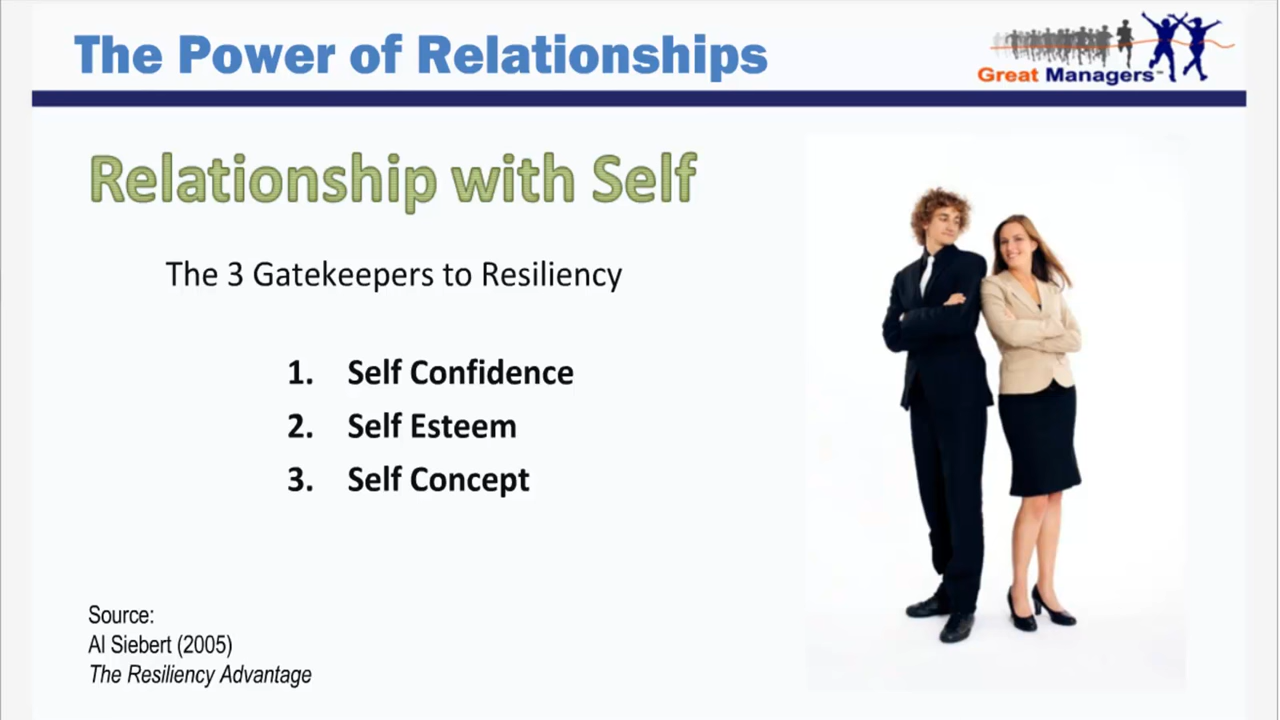 The Power of Relationships
Great Managers™
Relationship with Self
The 3 Gatekeepers to Resiliency
1. Self Confidence
2. Self Esteem
3. Self Concept
Source:
Al Siebert (2005)
The Resiliency Advantage